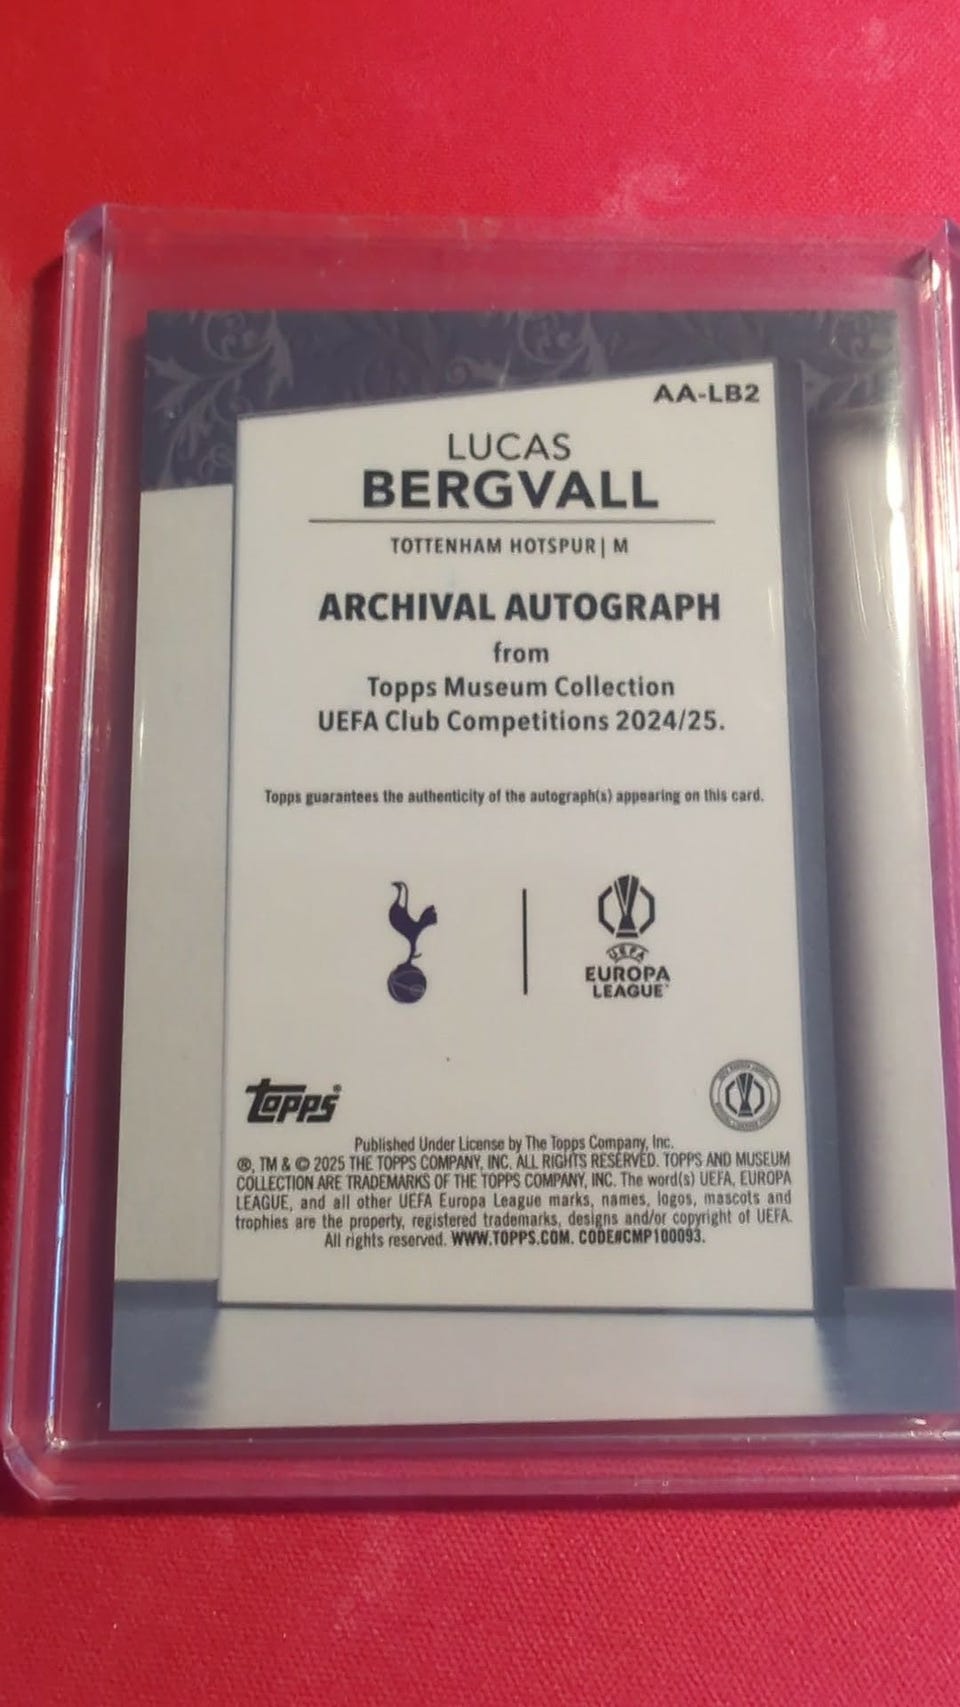 AA-LB2
LUCAS
BERGVALL
TOTTENHAM HOTSPUR | M
ARCHIVAL AUTOGRAPH
from
Topps Museum Collection
UEFA Club Competitions 2024/25.
Topps guarantees the authenticity of the autograph(s) appearing on this card.
UEFA
EUROPA
LEAGUE™
topps®
Published Under License by The Topps Company, Inc.
®, TM & © 2025 THE TOPPS COMPANY, INC. ALL RIGHTS RESERVED. TOPPS AND MUSEUM
COLLECTION ARE TRADEMARKS OF THE TOPPS COMPANY, INC. The word(s) UEFA, EUROPA
LEAGUE, and all other UEFA Europa League marks, names, logos, mascots and
trophies are the property, registered trademarks, designs and/or copyright of UEFA.
All rights reserved. WWW.TOPPS.COM. CODE#CMP100093.